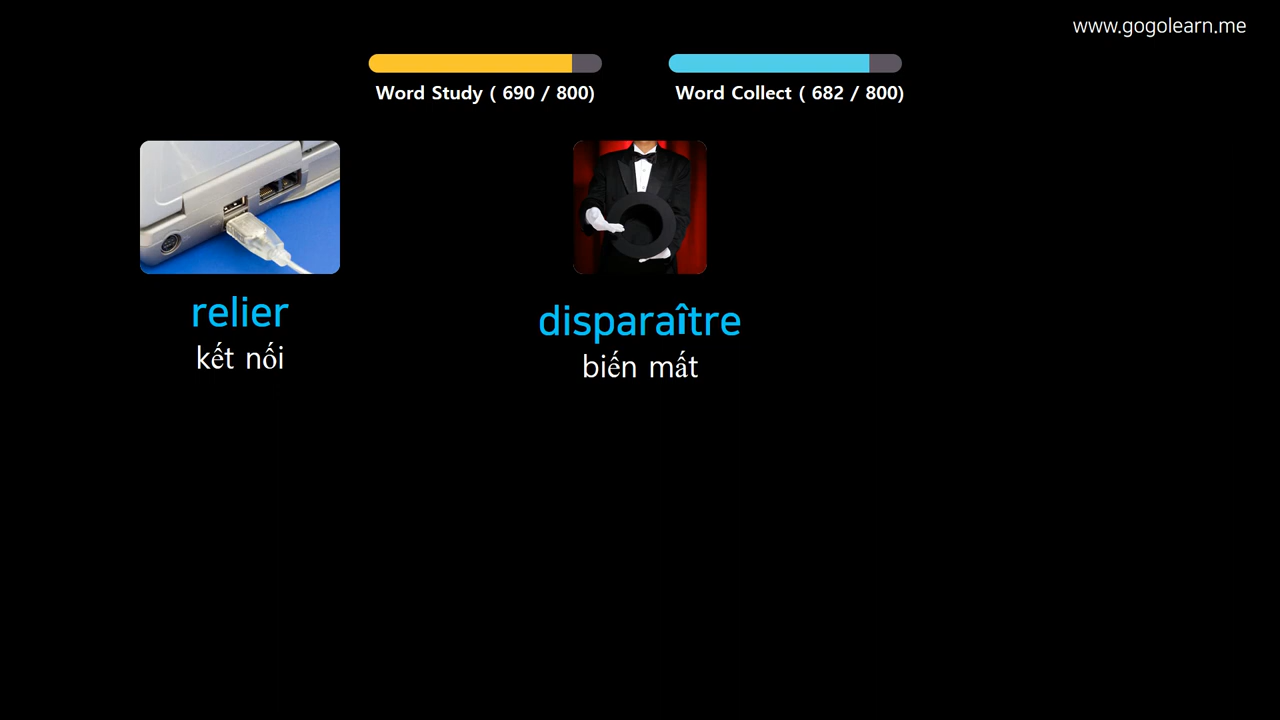 www.gogolearn.me
Word Study ( 690 / 800)
Word Collect ( 682 / 800)
relier
kết nối
disparaître
biến mất